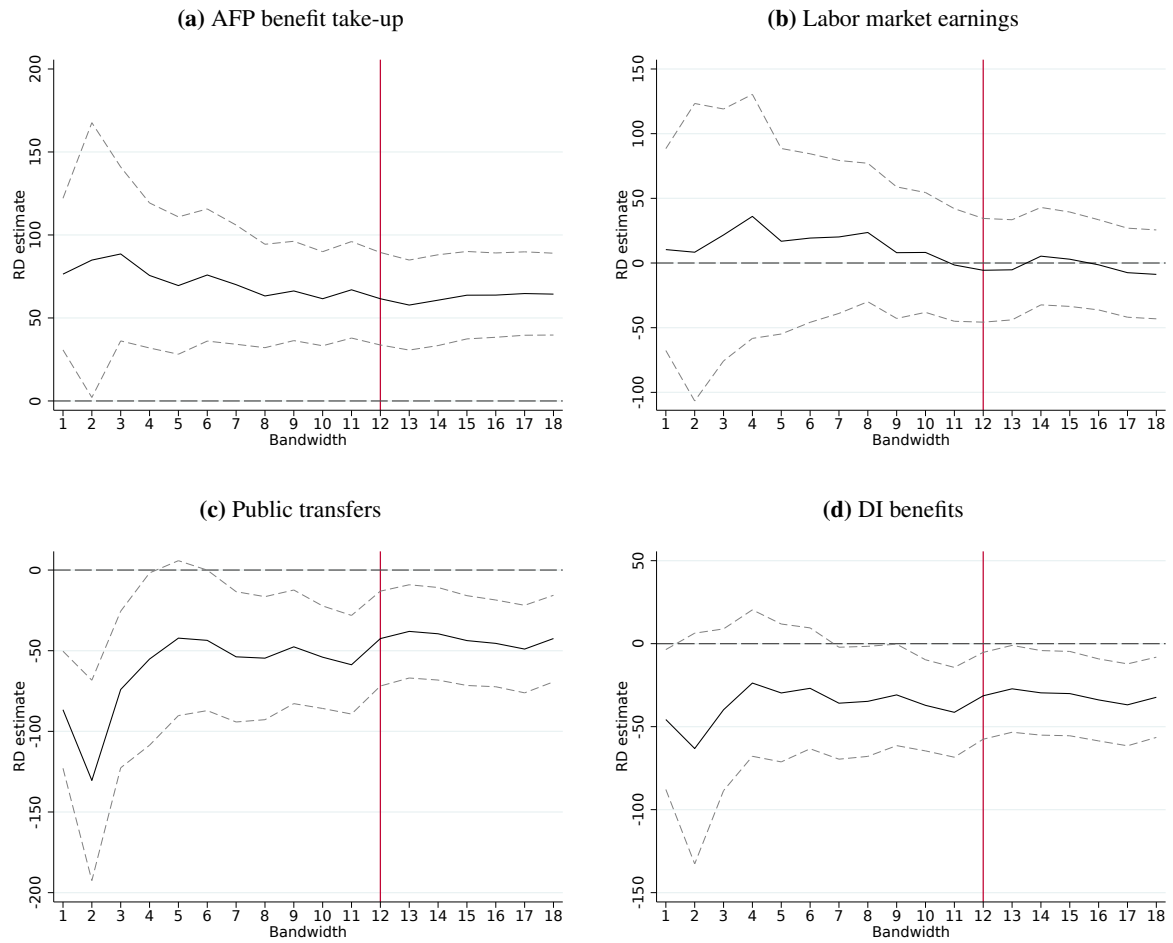 (a) AFP benefit take-up
200
150
100
50
0
RD estimate
1 2 3 4 5 6 7 8 9 10 11 12 13 14 15 16 17 18
Bandwidth
(b) Labor market earnings
150
100
50
0
-50
-100
RD estimate
1 2 3 4 5 6 7 8 9 10 11 12 13 14 15 16 17 18
Bandwidth
(c) Public transfers
0
-50
-100
-150
-200
RD estimate
1 2 3 4 5 6 7 8 9 10 11 12 13 14 15 16 17 18
Bandwidth
(d) DI benefits
50
0
-50
-100
-150
RD estimate
1 2 3 4 5 6 7 8 9 10 11 12 13 14 15 16 17 18
Bandwidth